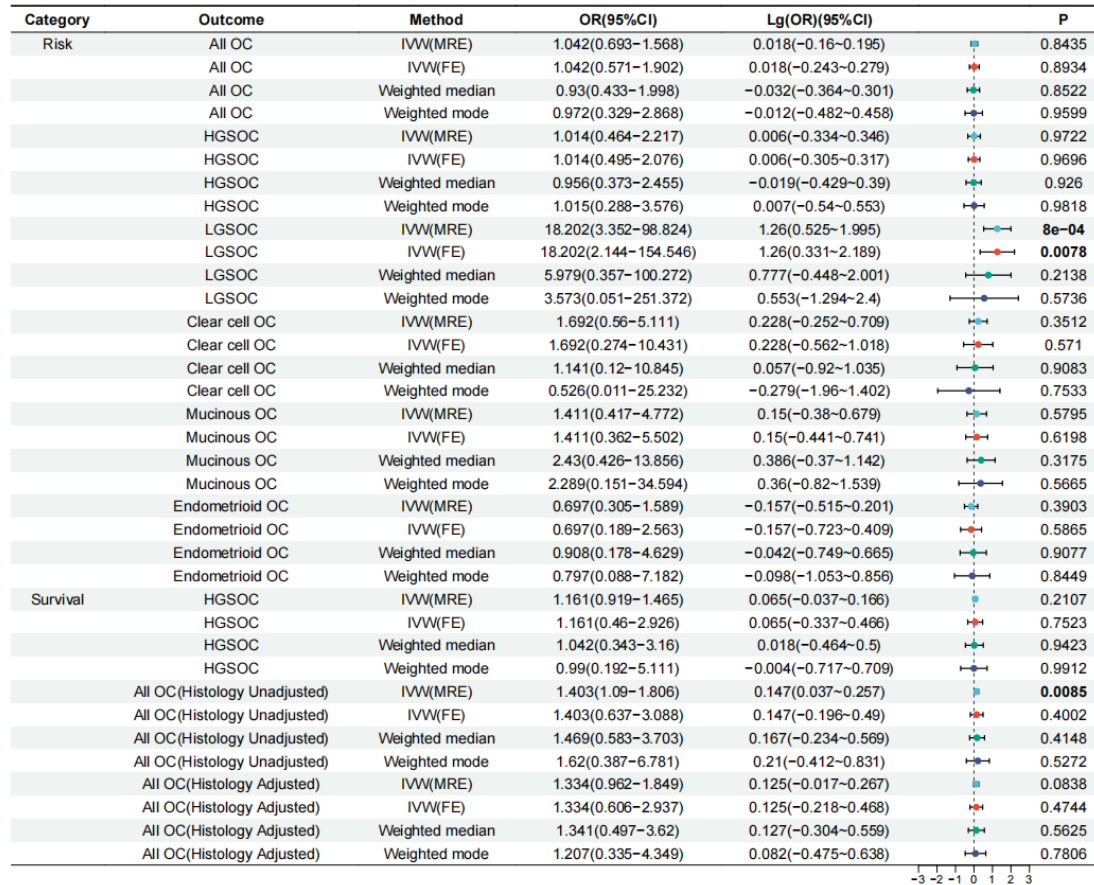 Category Outcome Method OR(95%CI) Lg(OR)(95%CI) P
Risk All OC IVW(MRE) 1.042(0.693−1.568) 0.018(−0.16~0.195) 0.8435
All OC IVW(FE) 1.042(0.571−1.902) 0.018(−0.243~0.279) 0.8934
All OC Weighted median 0.93(0.433−1.998) −0.032(−0.364~0.301) 0.8522
All OC Weighted mode 0.972(0.329−2.868) −0.012(−0.482~0.458) 0.9599
HGSOC IVW(MRE) 1.014(0.464−2.217) 0.006(−0.334~0.346) 0.9722
HGSOC IVW(FE) 1.014(0.495−2.076) 0.006(−0.305~0.317) 0.9696
HGSOC Weighted median 0.956(0.373−2.455) −0.019(−0.429~0.39) 0.926
HGSOC Weighted mode 1.015(0.288−3.576) 0.007(−0.54~0.553) 0.9818
LGSOC IVW(MRE) 18.202(3.352−98.824) 1.26(0.525~1.995) 8e−04
LGSOC IVW(FE) 18.202(2.144−154.546) 1.26(0.331~2.189) 0.0078
LGSOC Weighted median 5.979(0.357−100.272) 0.777(−0.448~2.001) 0.2138
LGSOC Weighted mode 3.573(0.051−251.372) 0.553(−1.294~2.4) 0.5736
Clear cell OC IVW(MRE) 1.692(0.56−5.111) 0.228(−0.252~0.709) 0.3512
Clear cell OC IVW(FE) 1.692(0.274−10.431) 0.228(−0.562~1.018) 0.571
Clear cell OC Weighted median 1.141(0.12−10.845) 0.057(−0.92~1.035) 0.9083
Clear cell OC Weighted mode 0.526(0.011−25.232) −0.279(−1.96~1.402) 0.7533
Mucinous OC IVW(MRE) 1.411(0.417−4.772) 0.15(−0.38~0.679) 0.5795
Mucinous OC IVW(FE) 1.411(0.362−5.502) 0.15(−0.441~0.741) 0.6198
Mucinous OC Weighted median 2.43(0.426−13.856) 0.386(−0.37~1.142) 0.3175
Mucinous OC Weighted mode 2.289(0.151−34.594) 0.36(−0.82~1.539) 0.5665
Endometrioid OC IVW(MRE) 0.697(0.305−1.589) −0.157(−0.515~0.201) 0.3903
Endometrioid OC IVW(FE) 0.697(0.189−2.563) −0.157(−0.723~0.409) 0.5865
Endometrioid OC Weighted median 0.908(0.178−4.629) −0.042(−0.749~0.665) 0.9077
Endometrioid OC Weighted mode 0.797(0.088−7.182) −0.098(−1.053~0.856) 0.8449
Survival HGSOC IVW(MRE) 1.161(0.919−1.465) 0.065(−0.037~0.166) 0.2107
HGSOC IVW(FE) 1.161(0.46−2.926) 0.065(−0.337~0.466) 0.7523
HGSOC Weighted median 1.042(0.343−3.16) 0.018(−0.464~0.5) 0.9423
HGSOC Weighted mode 0.99(0.192−5.111) −0.004(−0.717~0.709) 0.9912
All OC(Histology Unadjusted) IVW(MRE) 1.403(1.09−1.806) 0.147(0.037~0.257) 0.0085
All OC(Histology Unadjusted) IVW(FE) 1.403(0.637−3.088) 0.147(−0.196~0.49) 0.4002
All OC(Histology Unadjusted) Weighted median 1.469(0.583−3.703) 0.167(−0.234~0.569) 0.4148
All OC(Histology Unadjusted) Weighted mode 1.62(0.387−6.781) 0.21(−0.412~0.831) 0.5272
All OC(Histology Adjusted) IVW(MRE) 1.334(0.962−1.849) 0.125(−0.017~0.267) 0.0838
All OC(Histology Adjusted) IVW(FE) 1.334(0.606−2.937) 0.125(−0.218~0.468) 0.4744
All OC(Histology Adjusted) Weighted median 1.341(0.497−3.62) 0.127(−0.304~0.559) 0.5625
All OC(Histology Adjusted) Weighted mode 1.207(0.335−4.349) 0.082(−0.475~0.638) 0.7806
−3 −2 −1 0 1 2 3